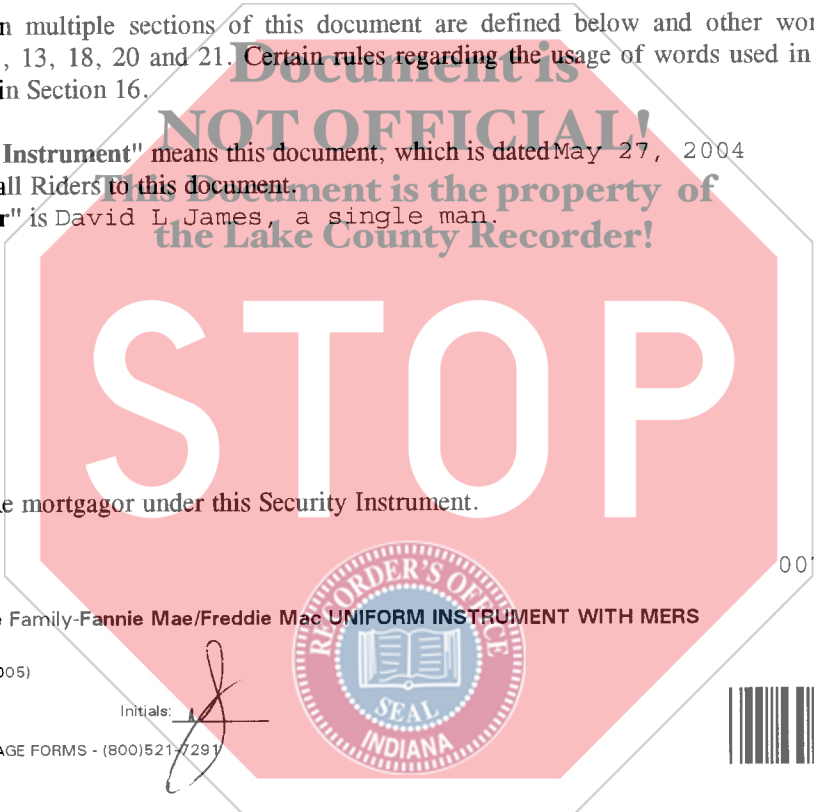 n multiple sections of this document are defined below and other wor
, 13, 18, 20 and 21. Certain rules regarding the usage of words used in
in Section 16.
Document is
NOT OFFICIAL!
Instrument" means this document, which is dated May 27, 2004
all Riders to this document.
This Document is the property of
r" is David L James, a single man.
the Lake County Recorder!
STOP
e mortgagor under this Security Instrument.
007
RECORDER'S OFFICE
SEAL
INDIANA
e Family-Fannie Mae/Freddie Mac UNIFORM INSTRUMENT WITH MERS
005)
Initials:
AGE FORMS - (800)521-7291